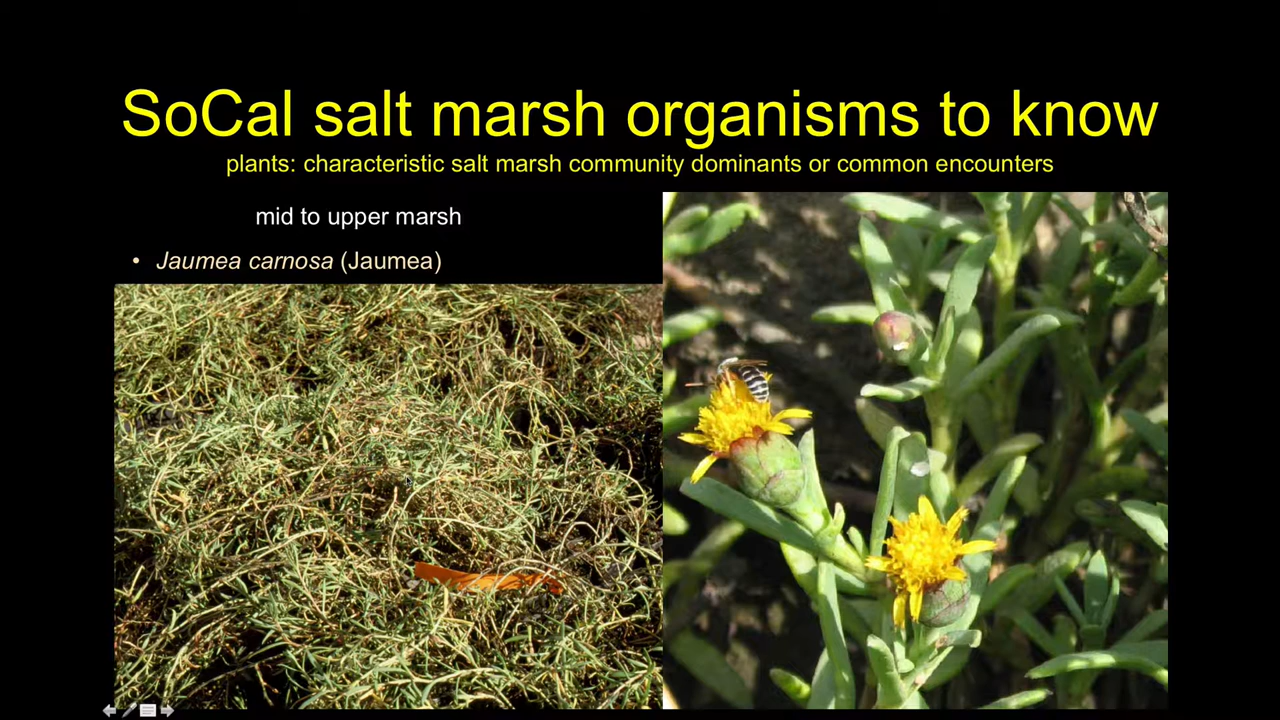 SoCal salt marsh organisms to know
plants: characteristic salt marsh community dominants or common encounters
mid to upper marsh
• Jaumea carnosa (Jaumea)